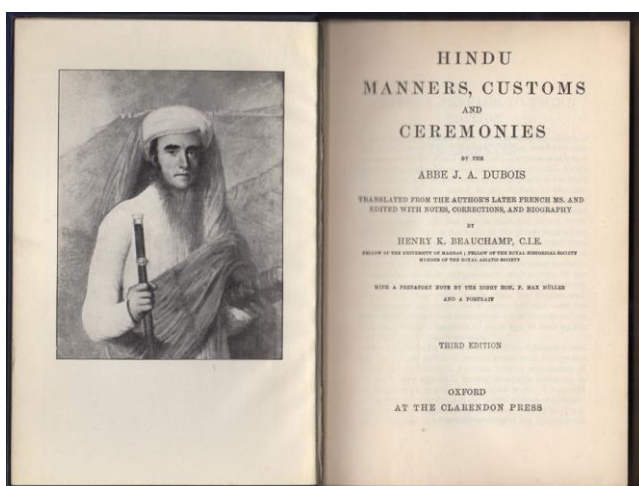 HINDU
MANNERS, CUSTOMS
AND
CEREMONIES
BY THE
ABBE J. A. DUBOIS
TRANSLATED FROM THE AUTHOR'S LATER FRENCH MS. AND
EDITED WITH NOTES, CORRECTIONS, AND BIOGRAPHY
BY
HENRY K. BEAUCHAMP, C.I.E.
FELLOW OF THE UNIVERSITY OF MADRAS; FELLOW OF THE ROYAL HISTORICAL SOCIETY
MEMBER OF THE ROYAL ASIATIC SOCIETY
WITH A PREFATORY NOTE BY THE RIGHT HON. F. MAX MÜLLER
AND A PORTRAIT
THIRD EDITION
OXFORD
AT THE CLARENDON PRESS